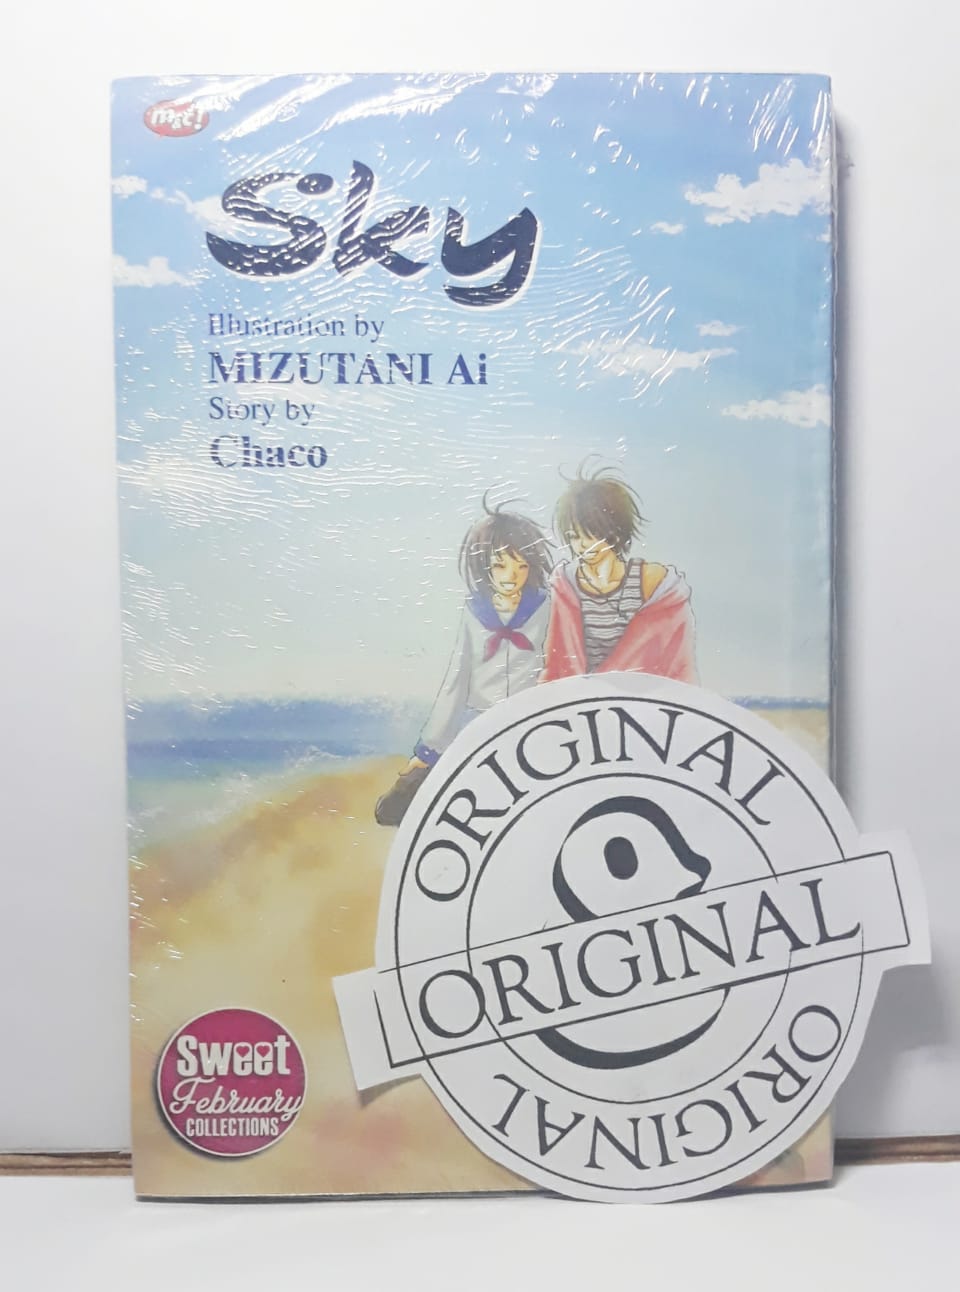 m&c!
Sky
Illustration by
MIZUTANI Ai
Story by
Chaco
ORIGINAL
ORIGINAL
ORIGINAL
Sweet
February
COLLECTIONS